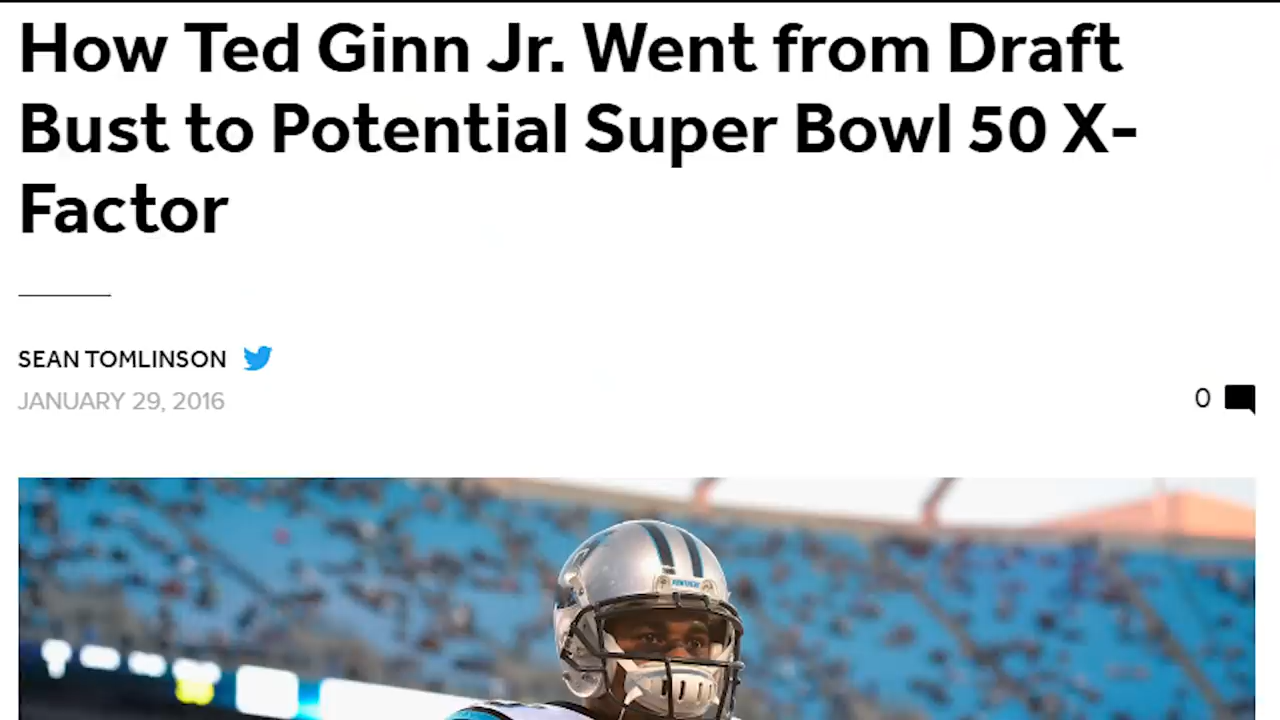 How Ted Ginn Jr. Went from Draft
Bust to Potential Super Bowl 50 X-
Factor
SEAN TOMLINSON
JANUARY 29, 2016
0
PANTHERS